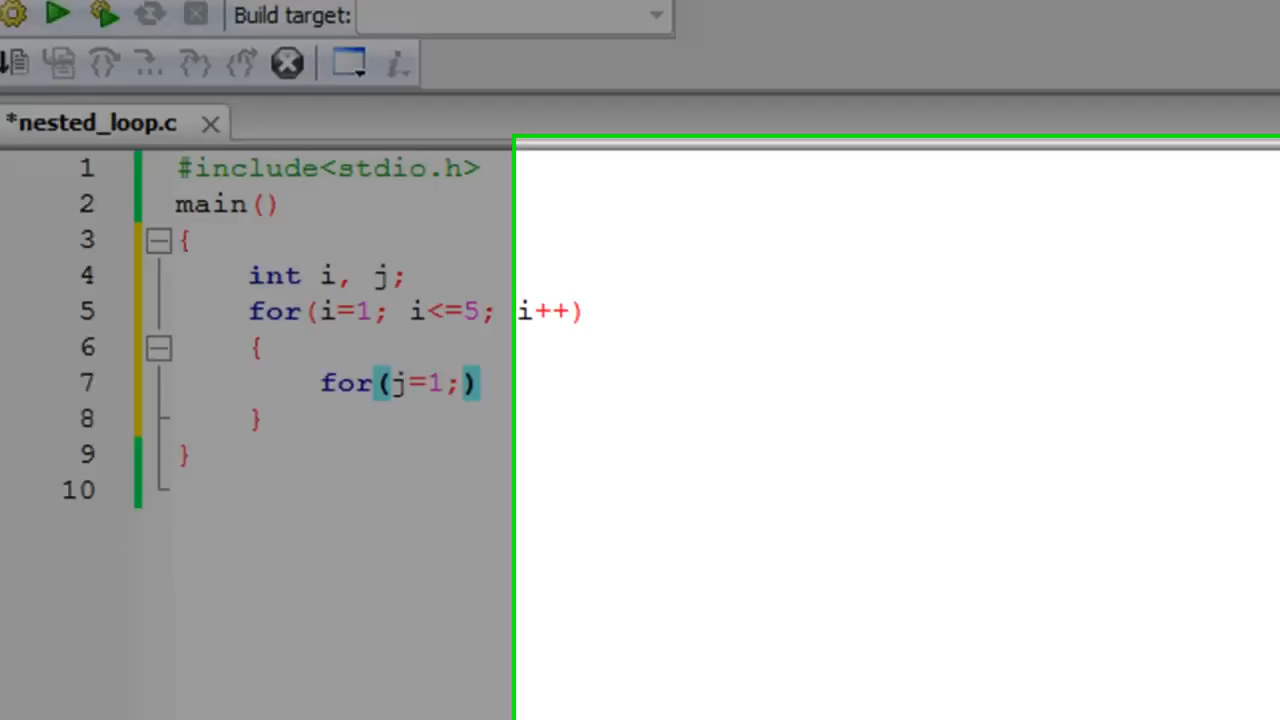 Build target:
*nested_loop.c
1 #include<stdio.h>
2 main()
3 {
4 int i, j;
5 for(i=1; i<=5; i++)
6 {
7 for(j=1;)
8 }
9 }
10